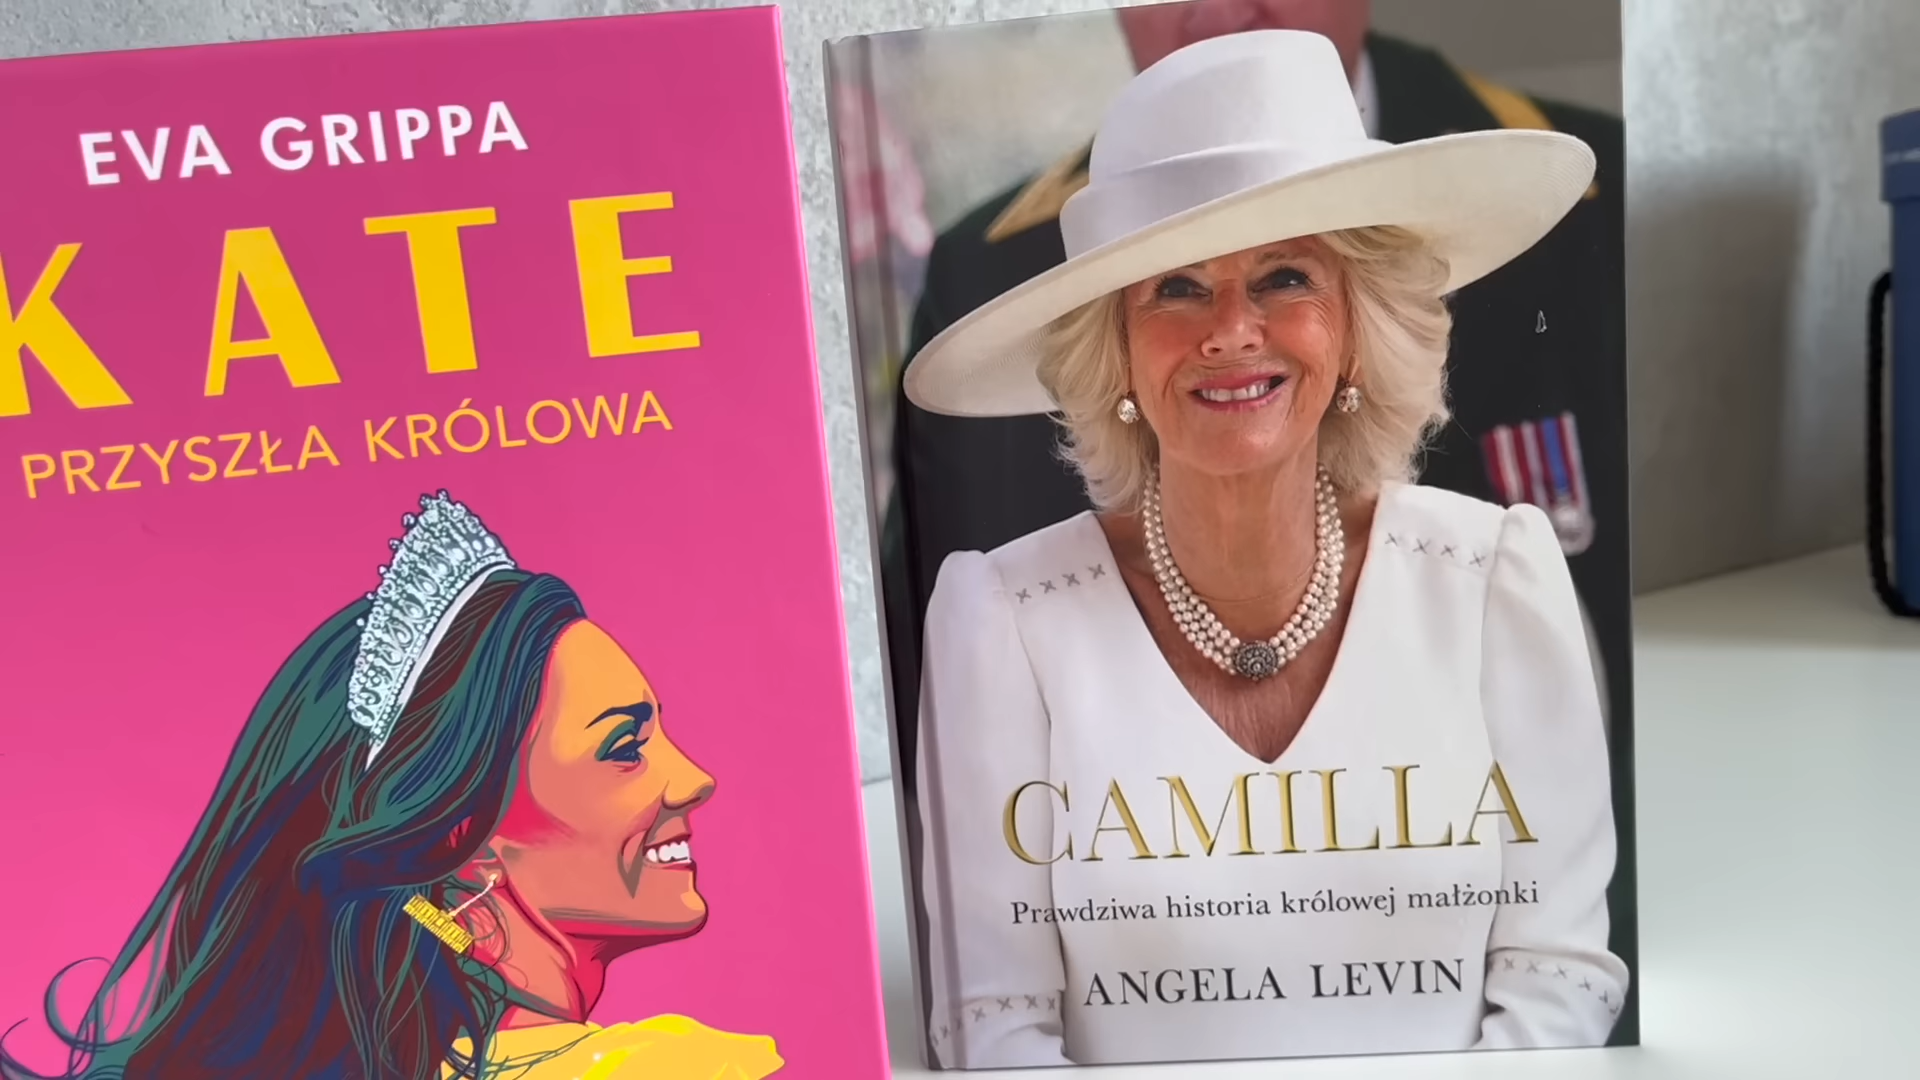 EVA GRIPPA
KATE
PRZYSZŁA KRÓLOWA
CAMILLA
Prawdziwa historia królowej małżonki
ANGELA LEVIN